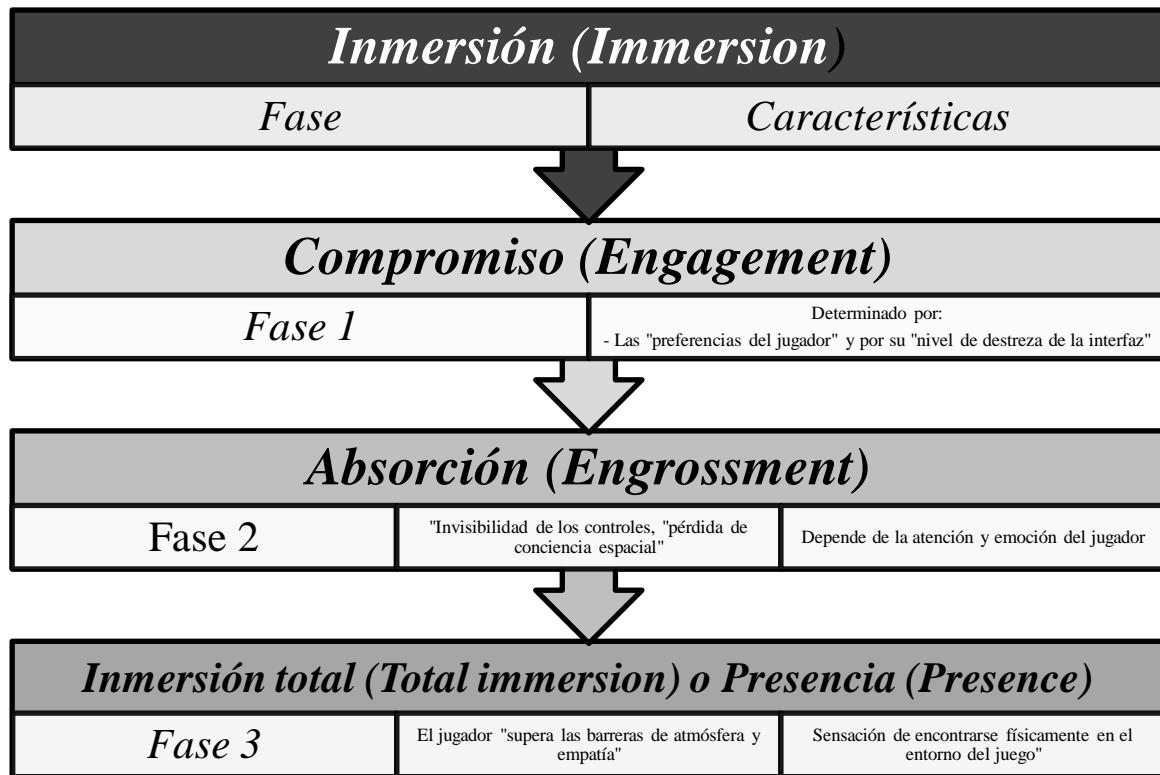 Inmersión (Immersion)
Fase
Características
Compromiso (Engagement)
Fase 1
Determinado por:
- Las "preferencias del jugador" y por su "nivel de destreza de la interfaz"
Absorción (Engrossment)
Fase 2
"Invisibilidad de los controles, "pérdida de
conciencia espacial"
Depende de la atención y emoción del jugador
Inmersión total (Total immersion) o Presencia (Presence)
Fase 3
El jugador "supera las barreras de atmósfera y
empatía"
Sensación de encontrarse físicamente en el
entorno del juego"